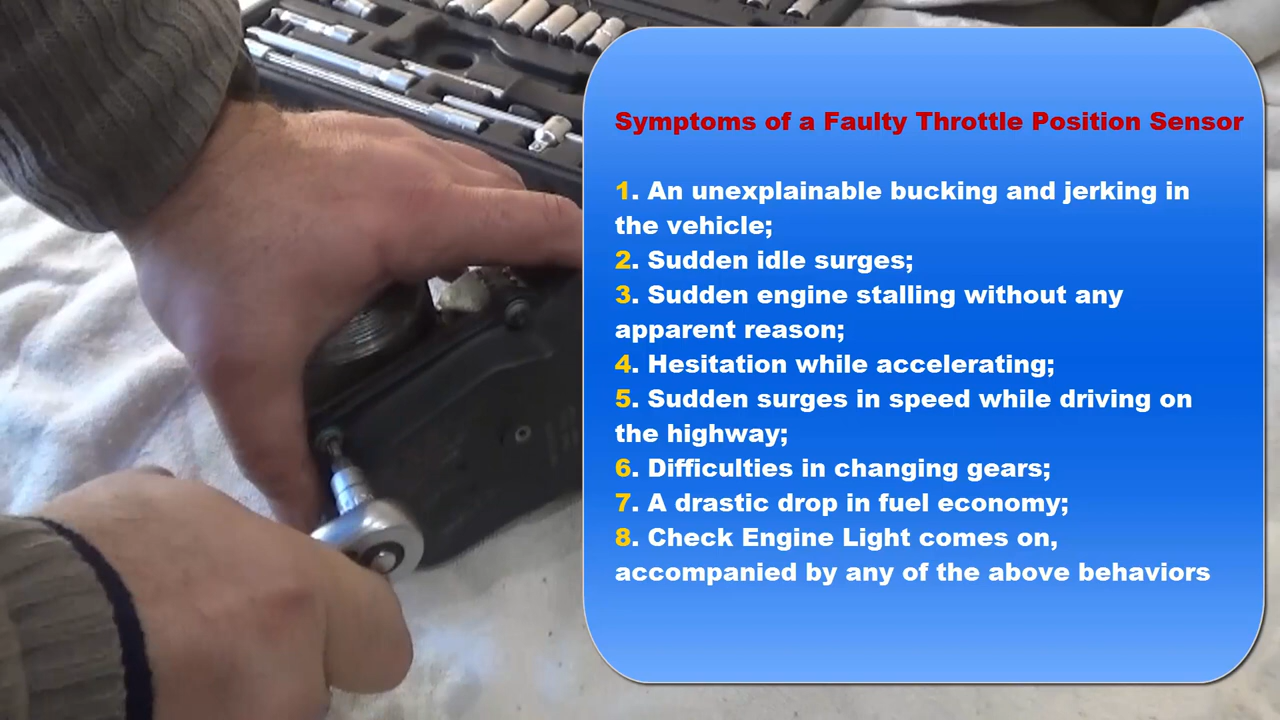 Symptoms of a Faulty Throttle Position Sensor
1. An unexplainable bucking and jerking in
the vehicle;
2. Sudden idle surges;
3. Sudden engine stalling without any
apparent reason;
4. Hesitation while accelerating;
5. Sudden surges in speed while driving on
the highway;
6. Difficulties in changing gears;
7. A drastic drop in fuel economy;
8. Check Engine Light comes on,
accompanied by any of the above behaviors